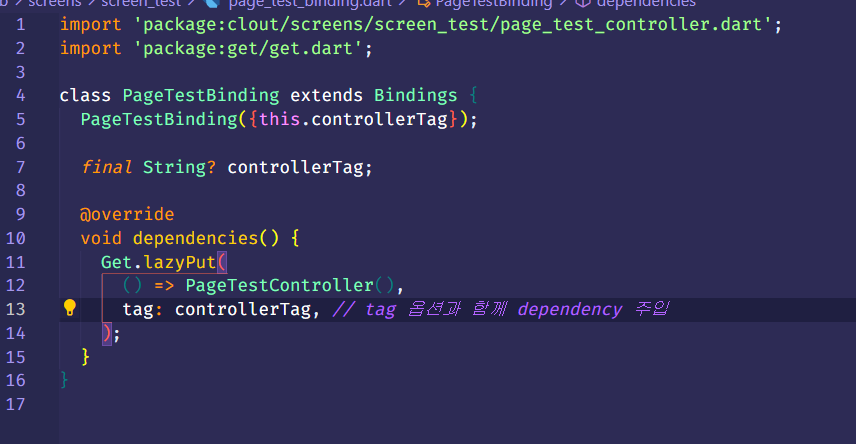 b > screens > screen_test > page_test_binding.dart > PageTestBinding > dependencies
1 import 'package:clout/screens/screen_test/page_test_controller.dart';
2 import 'package:get/get.dart';
3
4 class PageTestBinding extends Bindings {
5 PageTestBinding({this.controllerTag});
6
7 final String? controllerTag;
8
9 @override
10 void dependencies() {
11 Get.lazyPut(
12 () => PageTestController(),
13 tag: controllerTag, // tag 옵션과 함께 dependency 주입
14 );
15 }
16 }
17